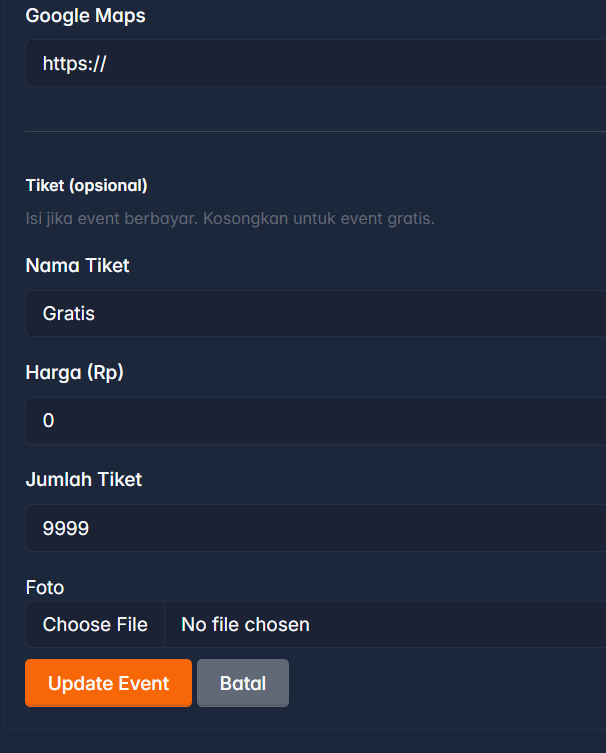 Google Maps
https://
Tiket (opsional)
Isi jika event berbayar. Kosongkan untuk event gratis.
Nama Tiket
Gratis
Harga (Rp)
0
Jumlah Tiket
9999
Foto
Choose File No file chosen
Update Event Batal